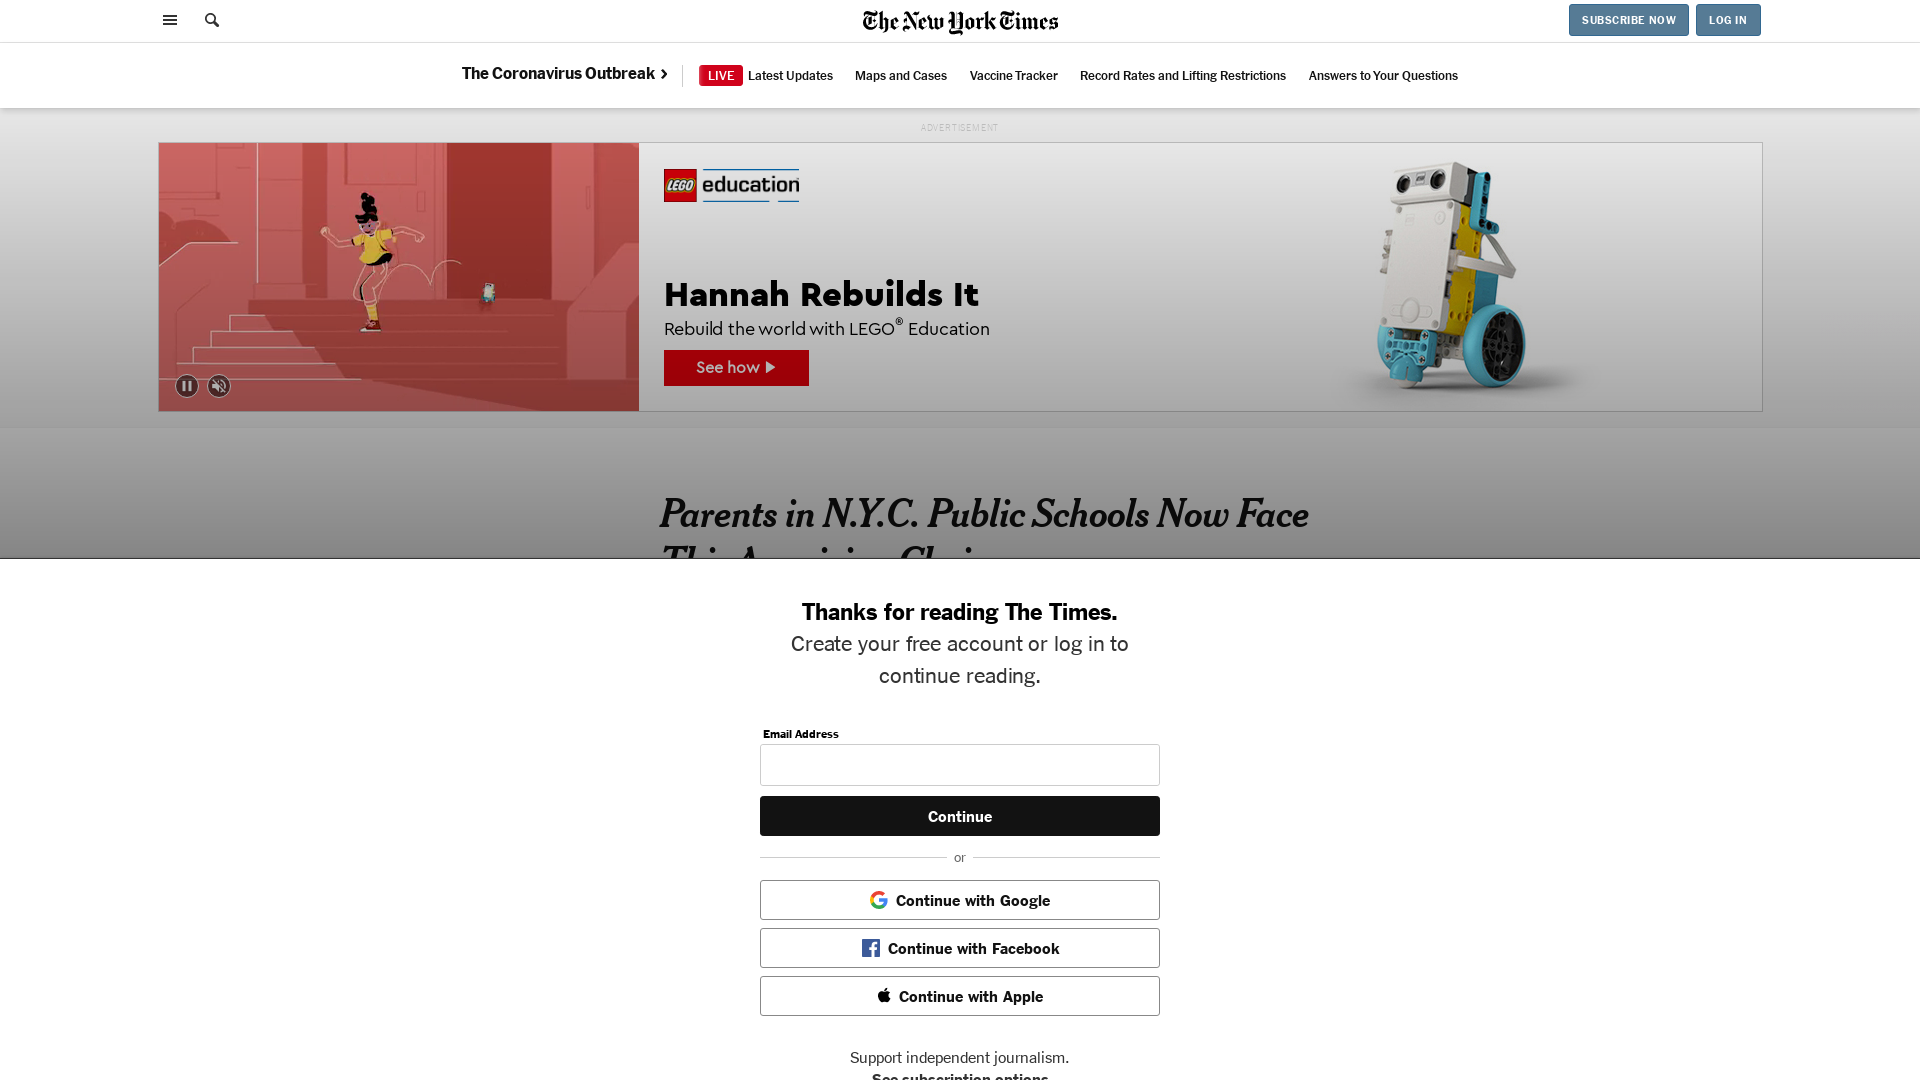 The New York Times
SUBSCRIBE NOW
LOG IN
The Coronavirus Outbreak ›
LIVE Latest Updates
Maps and Cases
Vaccine Tracker
Record Rates and Lifting Restrictions
Answers to Your Questions
ADVERTISEMENT
LEGO education
Hannah Rebuilds It
Rebuild the world with LEGO® Education
See how
Parents in N.Y.C. Public Schools Now Face
Thanks for reading The Times.
Create your free account or log in to
continue reading.
Email Address
Continue
or
Continue with Google
Continue with Facebook
Continue with Apple
Support independent journalism.
See subscription options